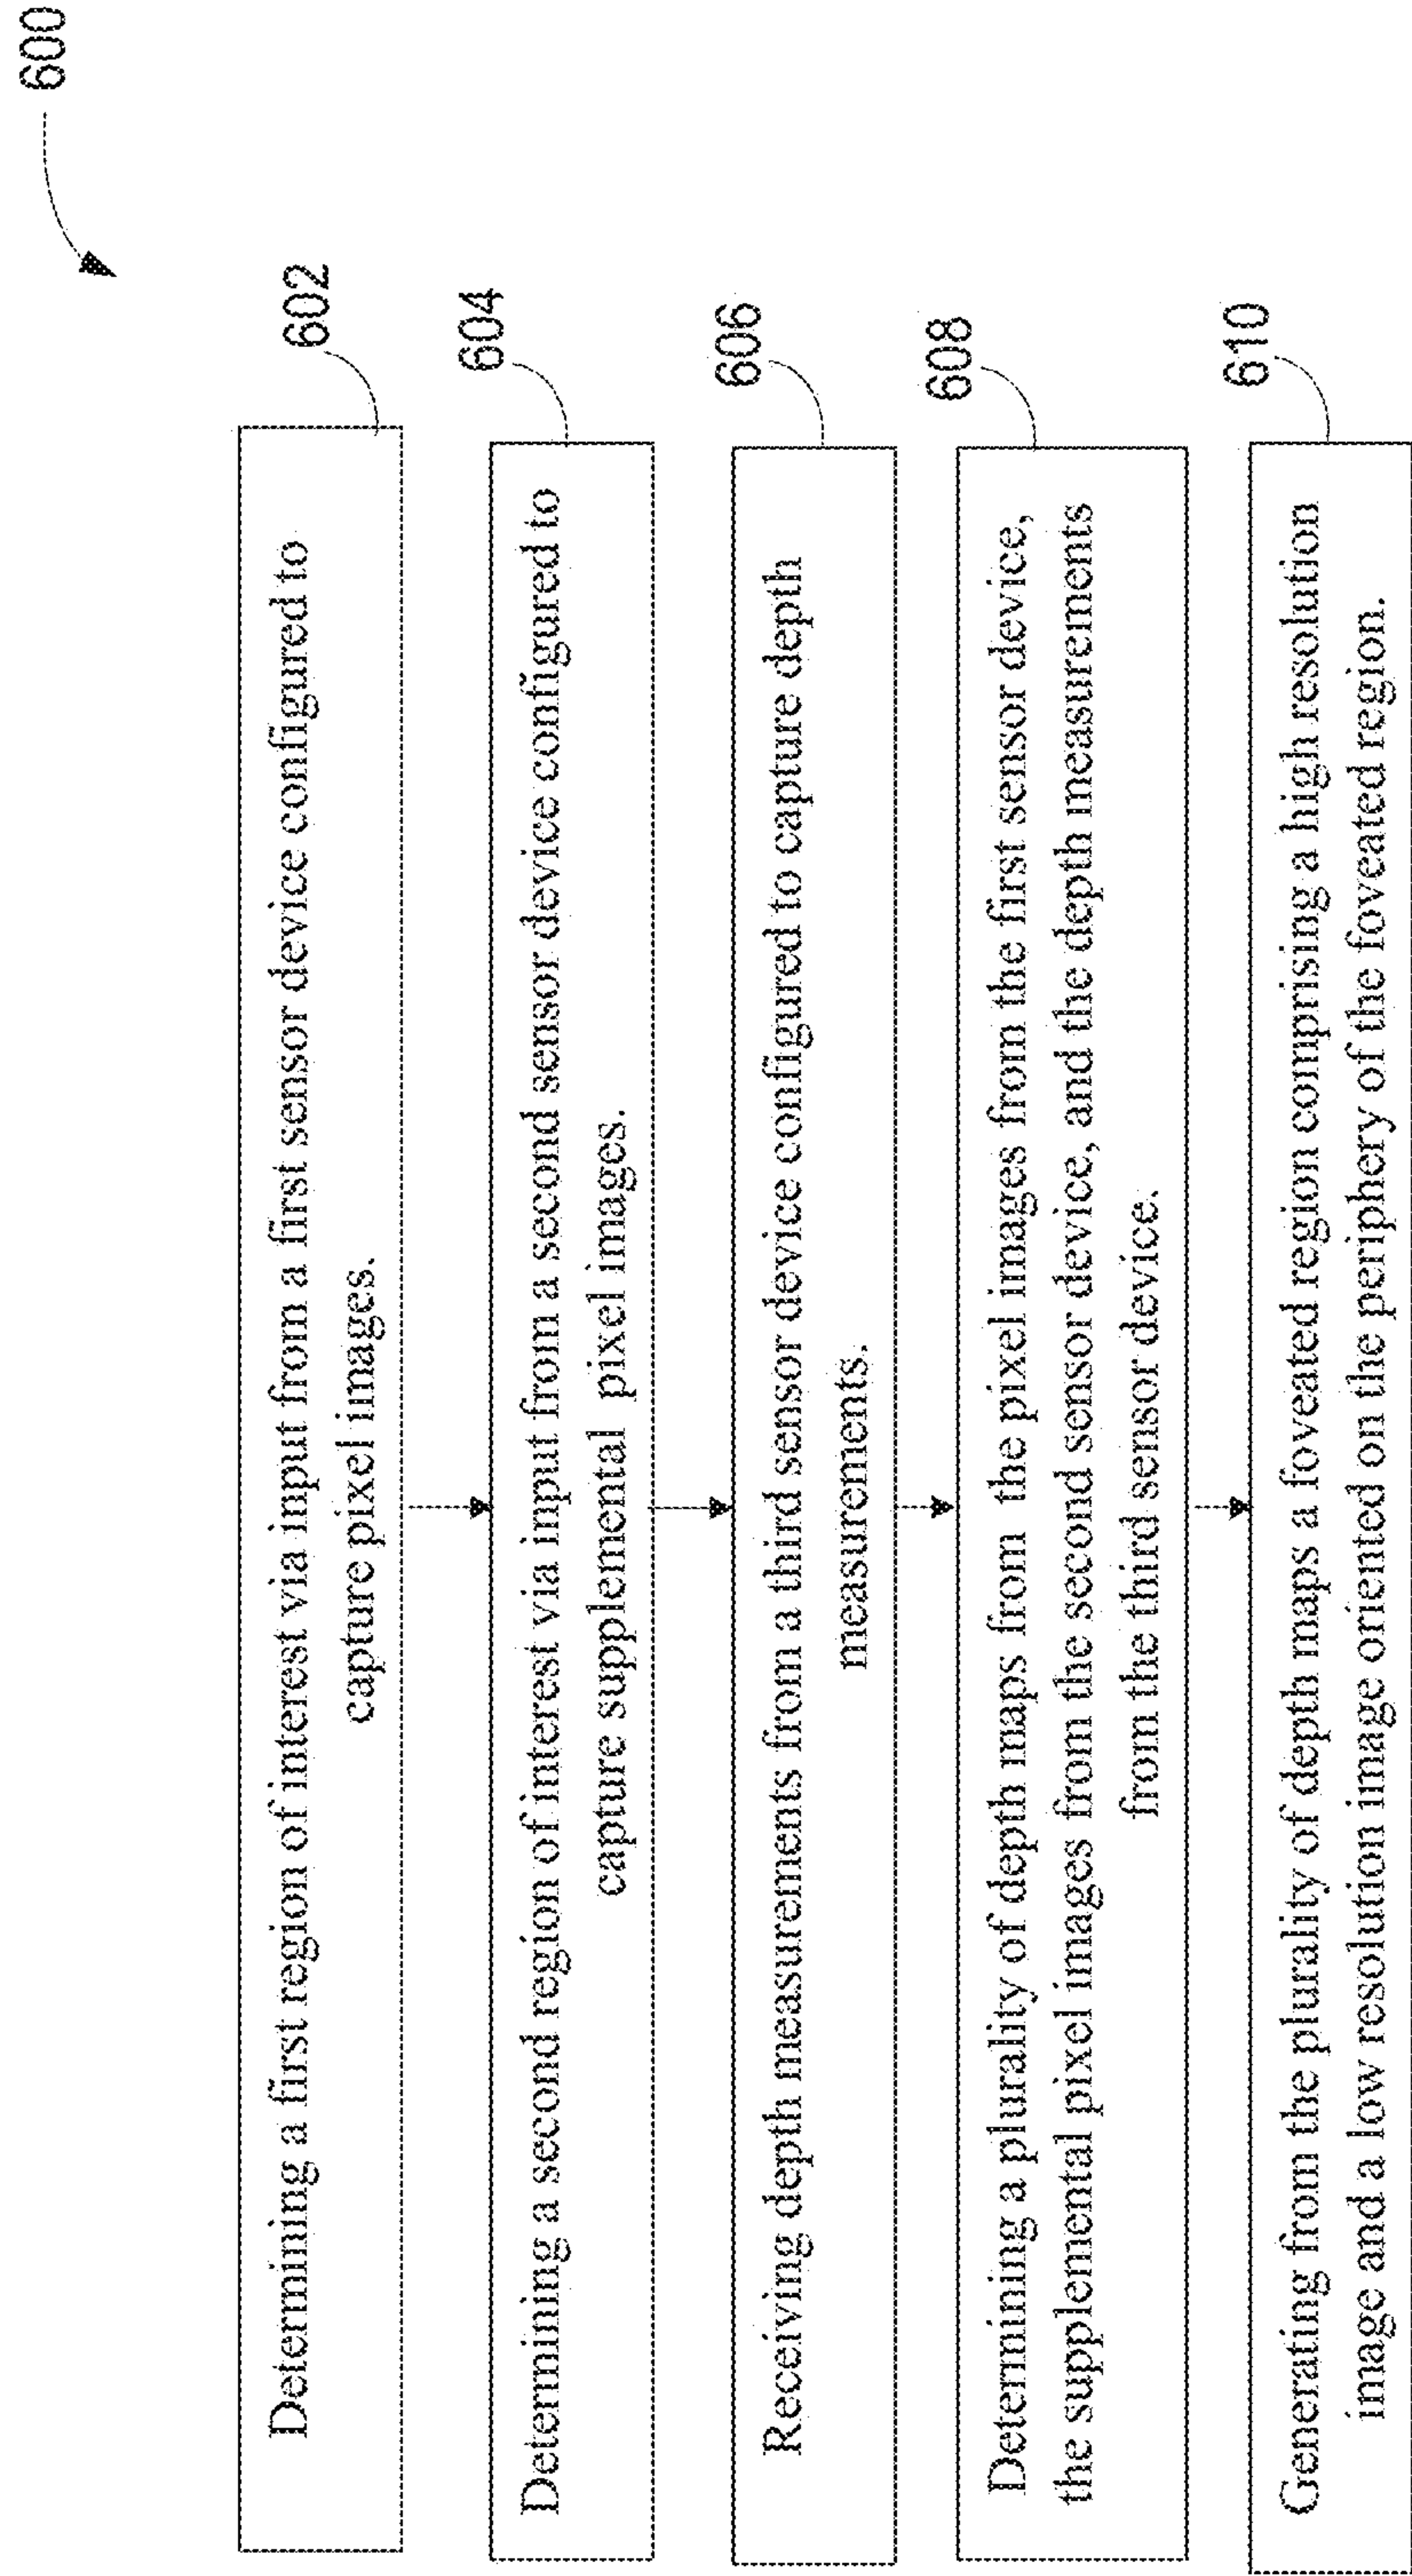 600
602
Determining a first region of interest via input from a first sensor device configured to
capture pixel images.
604
Determining a second region of interest via input from a second sensor device configured to
capture supplemental pixel images.
606
Receiving depth measurements from a third sensor device configured to capture depth
measurements.
608
Determining a plurality of depth maps from the pixel images from the first sensor device,
the supplemental pixel images from the second sensor device, and the depth measurements
from the third sensor device.
610
Generating from the plurality of depth maps a foveated region comprising a high resolution
image and a low resolution image oriented on the periphery of the foveated region.